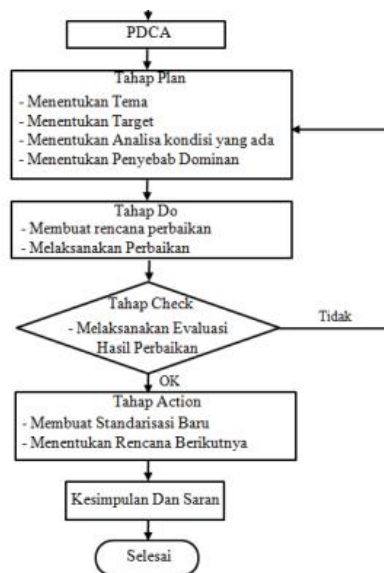 PDCA
Tahap Plan
- Menentukan Tema
- Menentukan Target
- Menentukan Analisa kondisi yang ada
- Menentukan Penyebab Dominan
Tahap Do
- Membuat rencana perbaikan
- Melaksanakan Perbaikan
Tahap Check
- Melaksanakan Evaluasi
Hasil Perbaikan
Tidak
OK
Tahap Action
- Membuat Standarisasi Baru
- Menentukan Rencana Berikutnya
Kesimpulan Dan Saran
Selesai